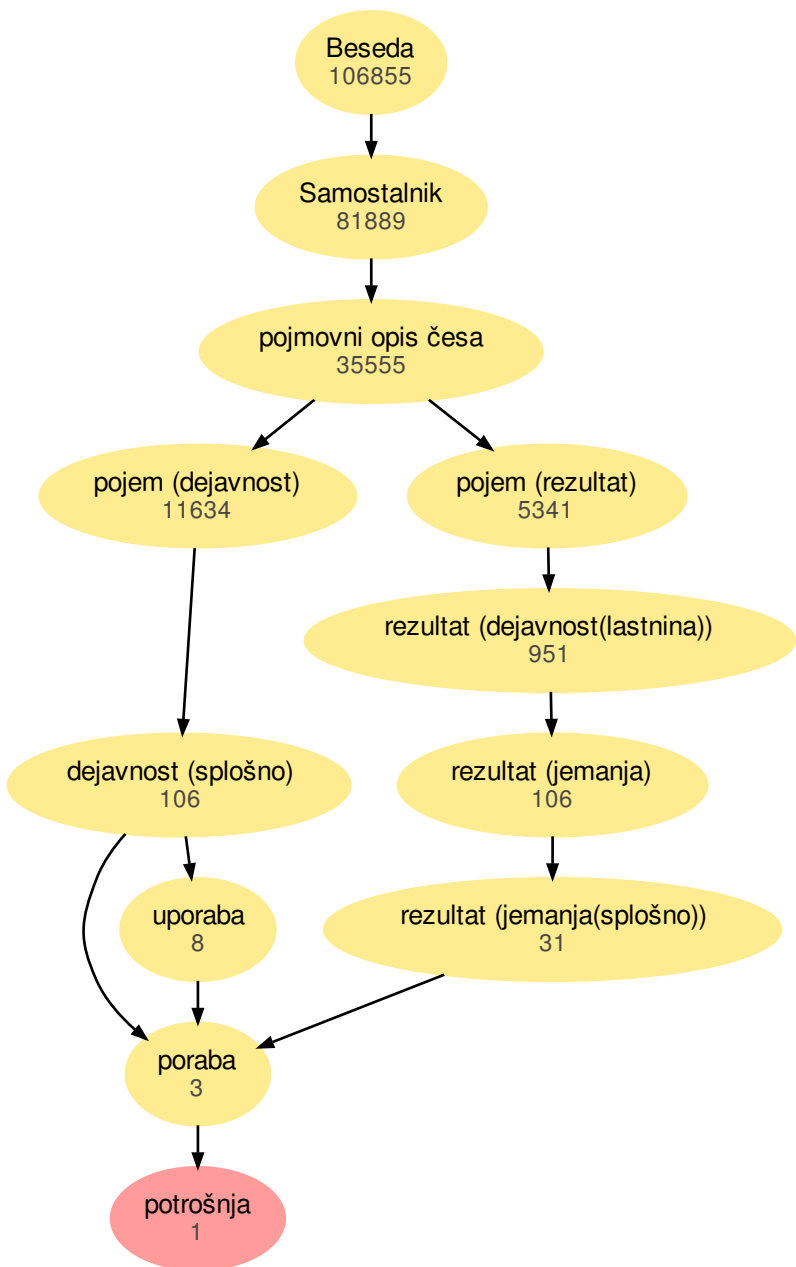 Beseda
106855
Samostalnik
81889
pojmovni opis česa
35555
pojem (dejavnost)
11634
pojem (rezultat)
5341
rezultat (dejavnost(lastnina))
951
dejavnost (splošno)
106
rezultat (jemanja)
106
uporaba
8
rezultat (jemanja(splošno))
31
poraba
3
potrošnja
1